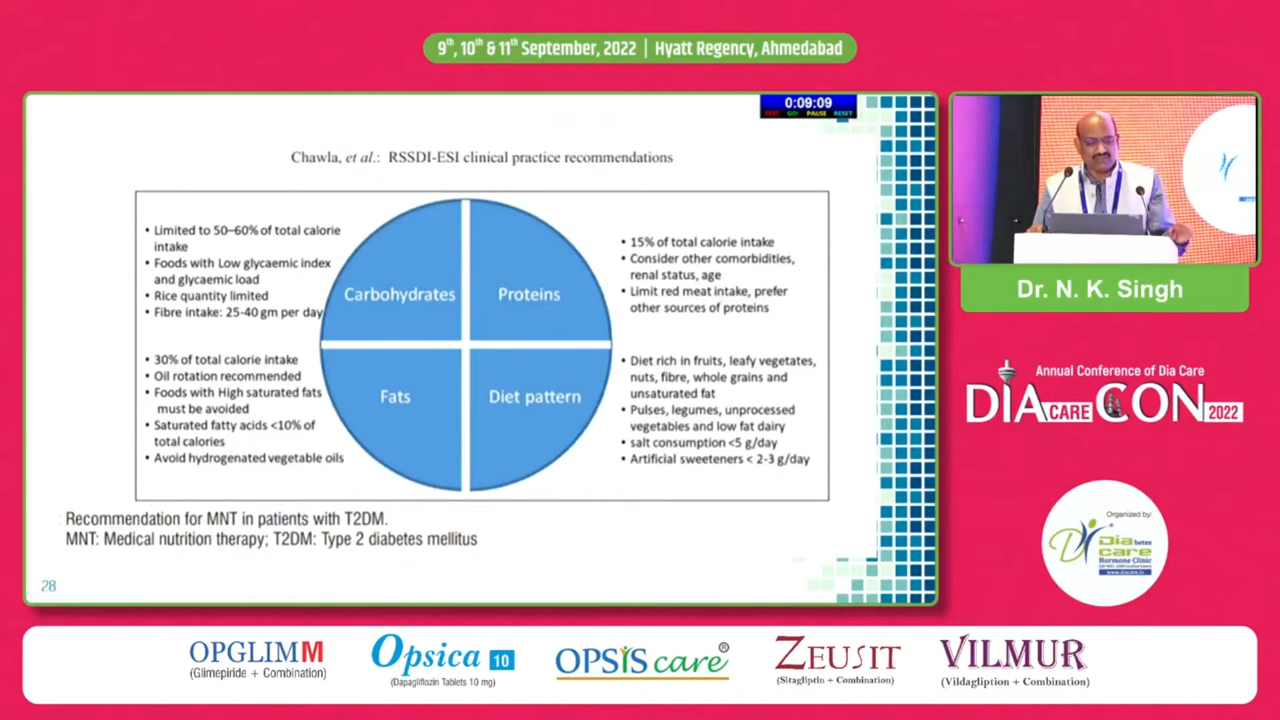 9th, 10th & 11th September, 2022 | Hyatt Regency, Ahmedabad
0:09:09
EXIT GO! PAUSE RESET
Chawla, et al.: RSSDI-ESI clinical practice recommendations
• Limited to 50–60% of total calorie
intake
• Foods with Low glycaemic index
and glycaemic load
• Rice quantity limited
• Fibre intake: 25-40 gm per day
Carbohydrates
Proteins
• 15% of total calorie intake
• Consider other comorbidities,
renal status, age
• Limit red meat intake, prefer
other sources of proteins
• 30% of total calorie intake
• Oil rotation recommended
• Foods with High saturated fats
must be avoided
• Saturated fatty acids <10% of
total calories
• Avoid hydrogenated vegetable oils
Fats
Diet pattern
• Diet rich in fruits, leafy vegetates,
nuts, fibre, whole grains and
unsaturated fat
• Pulses, legumes, unprocessed
vegetables and low fat dairy
• salt consumption <5 g/day
• Artificial sweeteners < 2-3 g/day
Recommendation for MNT in patients with T2DM.
MNT: Medical nutrition therapy; T2DM: Type 2 diabetes mellitus
28
Dr. N. K. Singh
Annual Conference of Dia Care
DIA CARE CON 2022
Organized by:
Diabetes
care
Hormone Clinic
www.diacare.in
OPGLIMM
(Glimepiride + Combination)
Opsica 10
(Dapagliflozin Tablets 10 mg)
OPSIS care®
ZEUSIT
(Sitagliptin + Combination)
VILMUR
(Vildagliption + Combination)